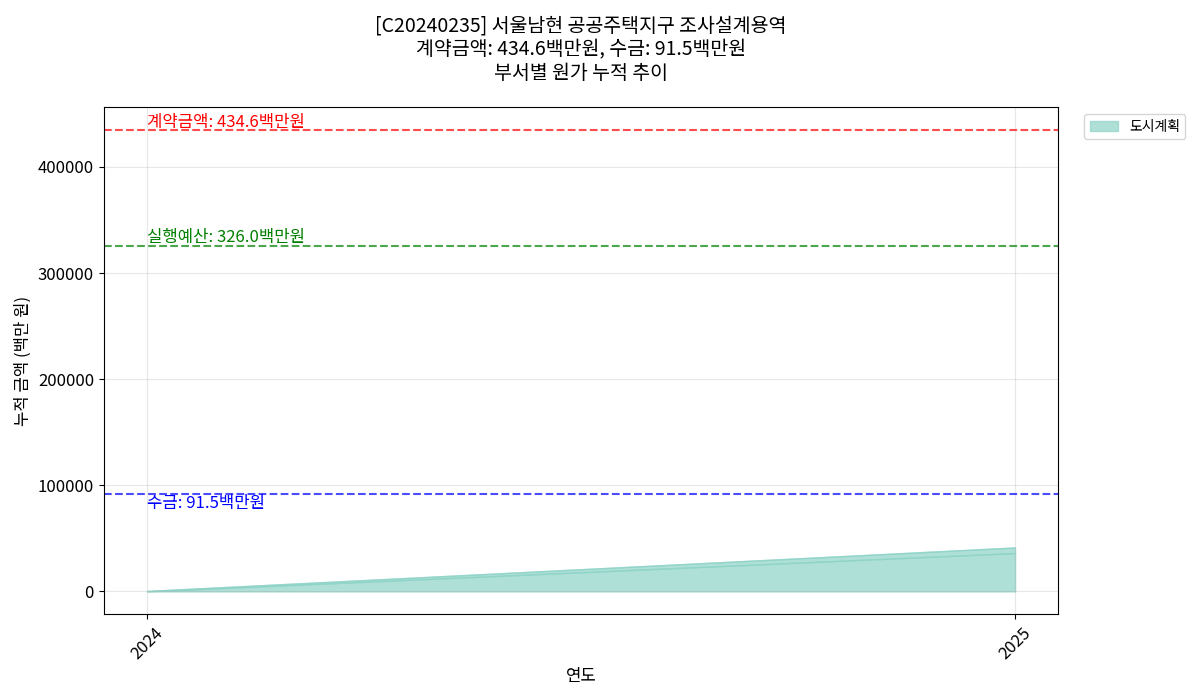 [C20240235] 서울남현 공공주택지구 조사설계용역
계약금액: 434.6백만원, 수금: 91.5백만원
부서별 원가 누적 추이
계약금액: 434.6백만원
도시계획
400000
실행예산: 326.0백만원
300000
누적 금액 (백만 원)
200000
100000
수금: 91.5백만원
0
2024
2025
연도